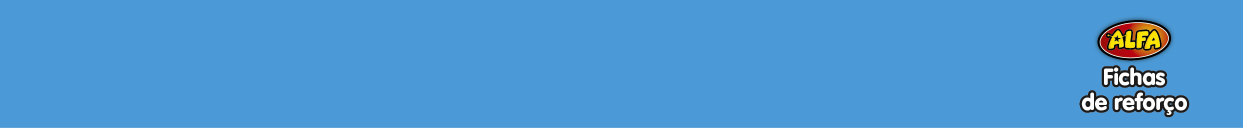 ALFA
Fichas
de reforço